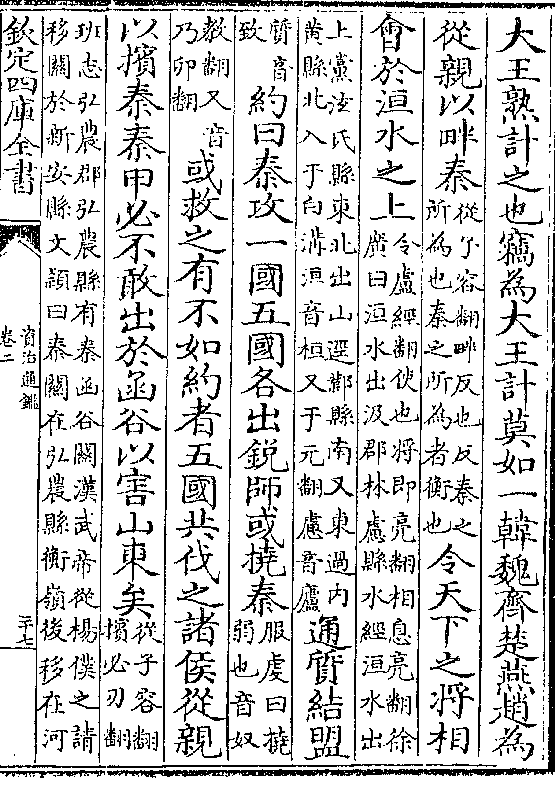 大王熟計之也竊為大王計莫如一韓魏齊楚燕趙為
從親以畔秦從子容翻畔反也反秦之所為也秦之所為者衡也令天下之將相
會於洹水之上令盧經翻使也將即亮翻相息亮翻徐廣曰洹水出汲郡林慮縣水經洹水出
上黨泫氏縣東北出山逕鄴縣南又東過内黄縣北入于白溝洹音桓又于元翻慮音廬通質結盟
質音致約曰秦攻一國五國各出銳師或撓秦服虔曰撓弱也音奴
教翻又音乃卯翻或救之有不如約者五國共伐之諸侯從親
以擯秦秦甲必不敢出於函谷以害山東矣從子容翻擯必刃翻
班志弘農郡弘農縣有秦函谷關漢武帝從楊僕之請移關於新安縣文穎曰秦關在弘農縣衡嶺後移在河
欽定四庫全書
資治通鑑
卷二
二十七